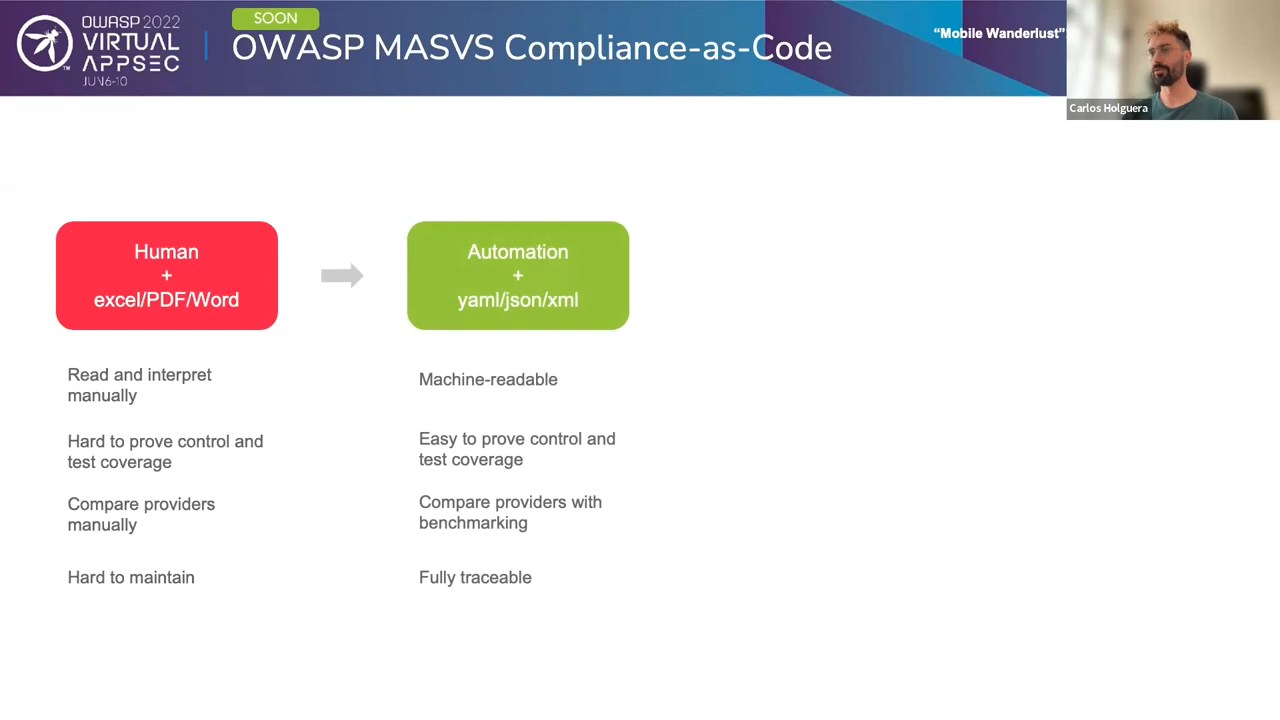 OWASP 2022
VIRTUAL
APPSEC
JUN 6-10
TM
SOON
OWASP MASVS Compliance-as-Code
“Mobile Wanderlust”
Carlos Holguera
Human
+
excel/PDF/Word
Automation
+
yaml/json/xml
Read and interpret
manually
Machine-readable
Hard to prove control and
test coverage
Easy to prove control and
test coverage
Compare providers
manually
Compare providers with
benchmarking
Hard to maintain
Fully traceable